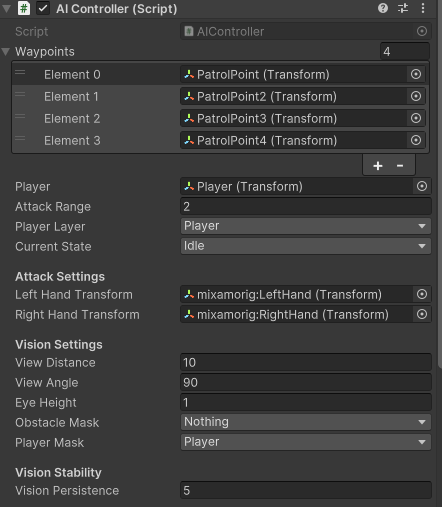 AI Controller (Script)
Script AIController
Waypoints 4
Element 0 PatrolPoint (Transform)
Element 1 PatrolPoint2 (Transform)
Element 2 PatrolPoint3 (Transform)
Element 3 PatrolPoint4 (Transform)
+ -
Player Player (Transform)
Attack Range 2
Player Layer Player
Current State Idle
Attack Settings
Left Hand Transform mixamorig:LeftHand (Transform)
Right Hand Transform mixamorig:RightHand (Transform)
Vision Settings
View Distance 10
View Angle 90
Eye Height 1
Obstacle Mask Nothing
Player Mask Player
Vision Stability
Vision Persistence 5